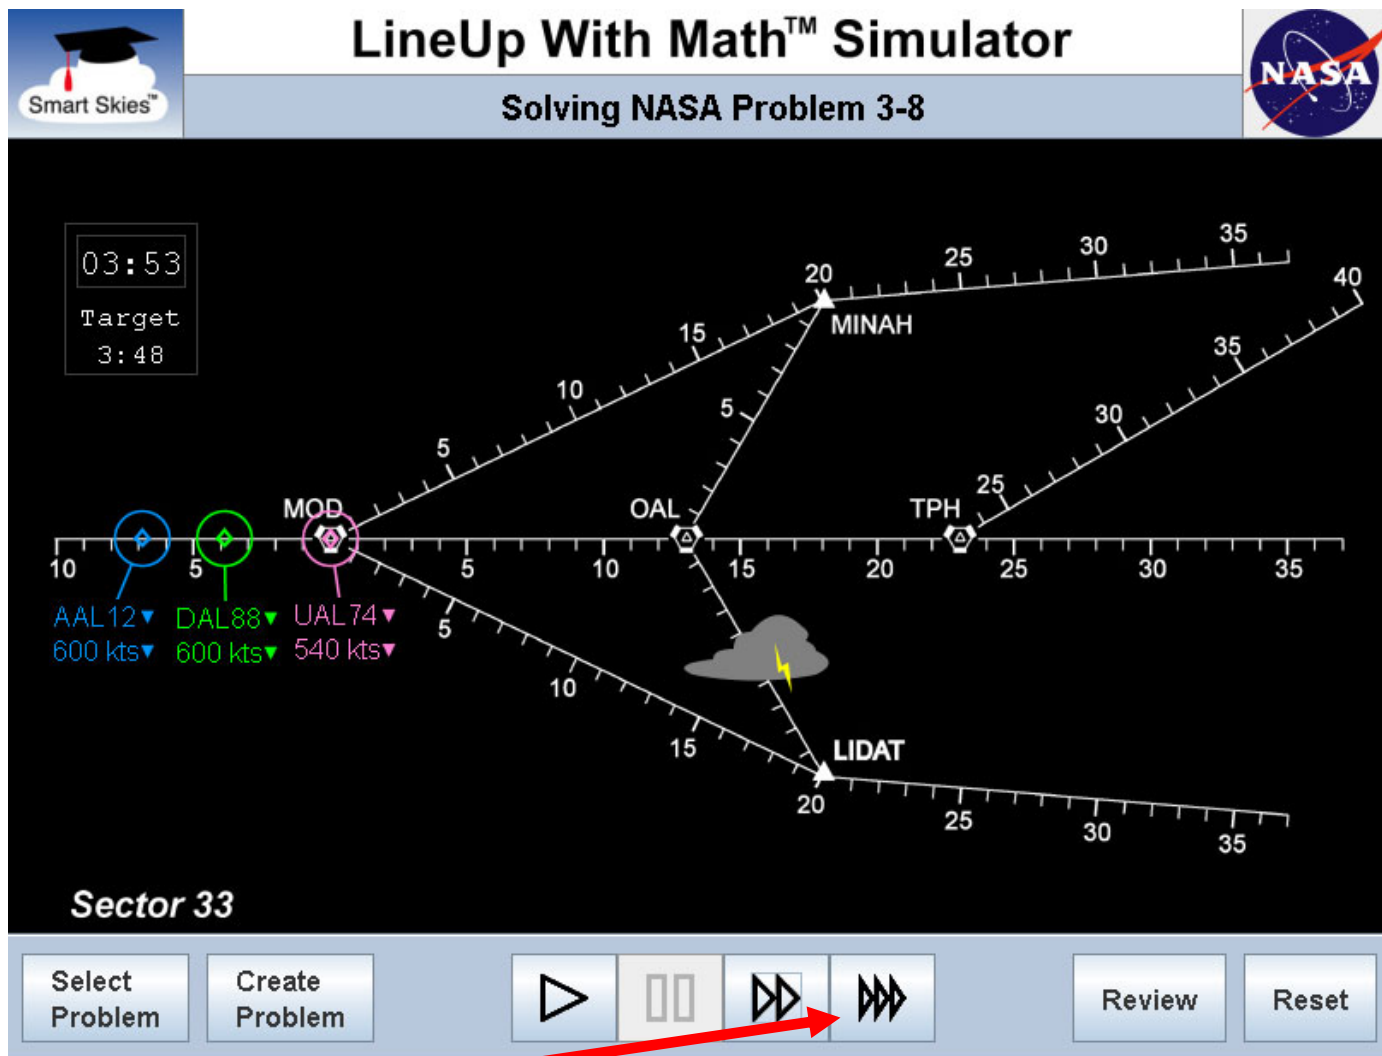 LineUp With Math™ Simulator
Smart Skies™
NASA
Solving NASA Problem 3-8
03:53
Target
3:48
20
25
30
35
40
MINAH
15
35
10
5
30
5
25
MOD
OAL
TPH
10
5
5
10
15
20
25
30
35
AAL12▼
DAL88▼
UAL74▼
600 kts▼
600 kts▼
540 kts▼
5
10
15
LIDAT
20
25
30
35
Sector 33
Select
Problem
Create
Problem
Review
Reset